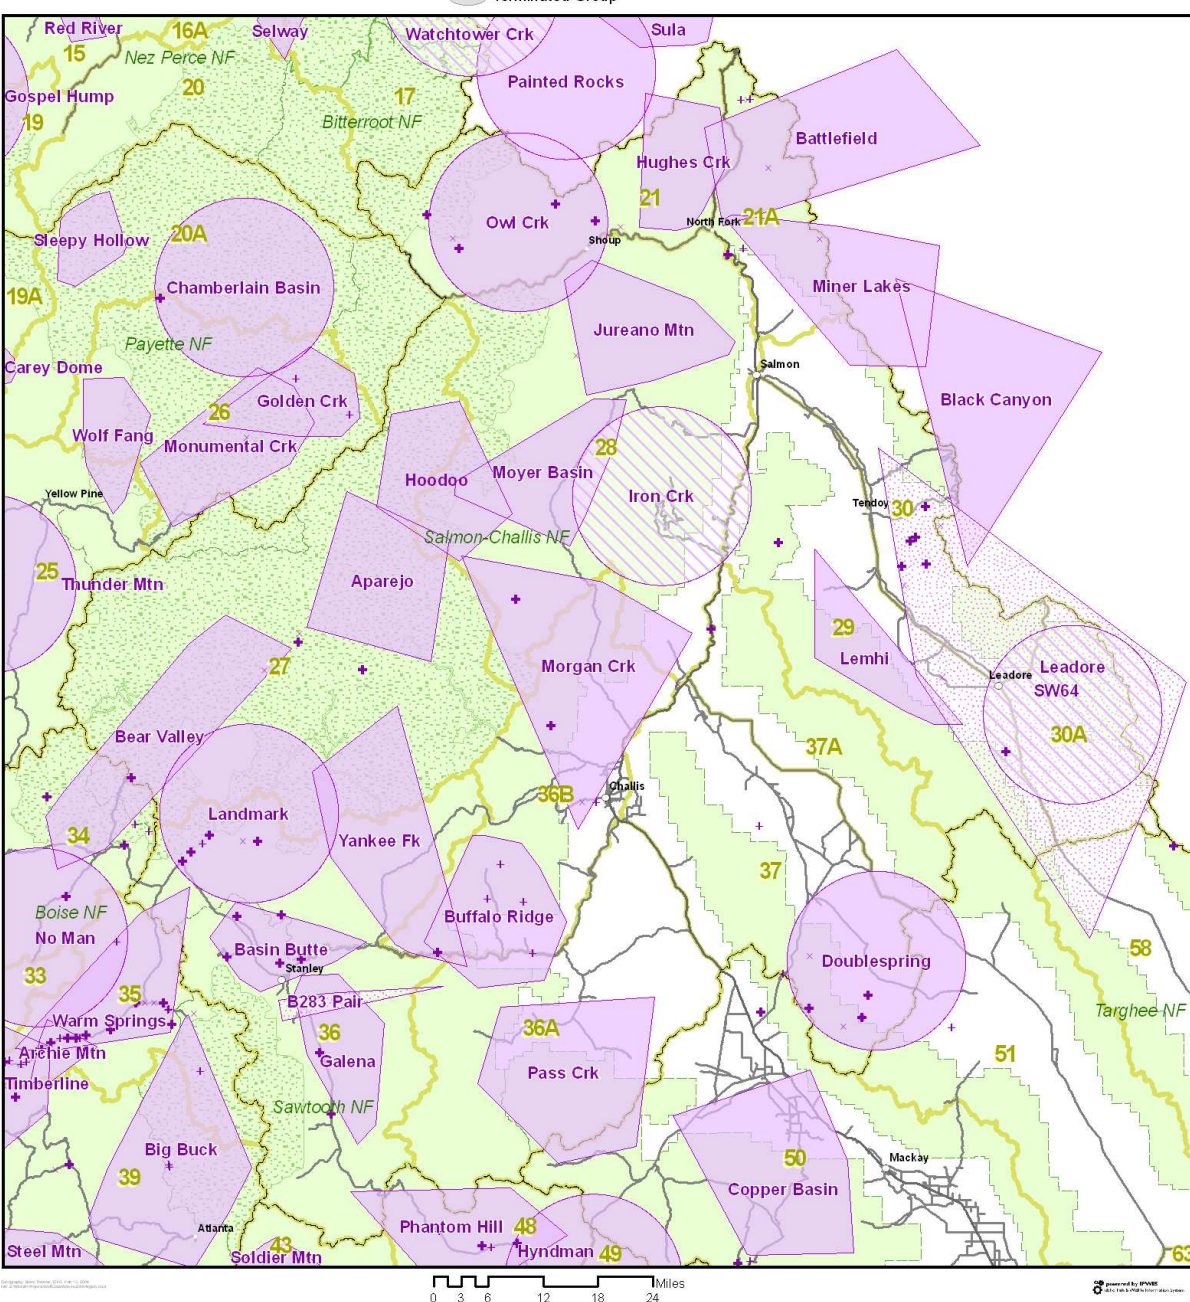 Terminated Group
Red River
16A
Selway
Watchtower Crk
Sula
15
Nez Perce NF
Painted Rocks
20
17
Gospel Hump
19
Bitterroot NF
Battlefield
Hughes Crk
21
Owl Crk
North Fork
21A
Sleepy Hollow
20A
Shoup
Chamberlain Basin
Miner Lakes
19A
Payette NF
Jureano Mtn
Carey Dome
Salmon
Golden Crk
Black Canyon
26
Wolf Fang
Monumental Crk
28
Hoodoo
Moyer Basin
Iron Crk
Yellow Pine
Tendoy
30
Salmon-Challis NF
25
Thunder Mtn
Aparejo
29
Lemhi
27
Morgan Crk
Leadore
Leadore
SW64
Bear Valley
30A
37A
Landmark
36B
Challis
34
Yankee Fk
37
Boise NF
Buffalo Ridge
No Man
Basin Butte
58
Doublespring
33
Stanley
35
B283 Pair
Targhee NF
Warm Springs
36
36A
Archie Mtn
Galena
51
Timberline
Pass Crk
Sawtooth NF
Big Buck
50
Mackay
39
Copper Basin
Atlanta
Phantom Hill
48
Steel Mtn
43
Soldier Mtn
Hyndman
49
63
Miles
0 3 6 12 18 24
powered by IFWIS